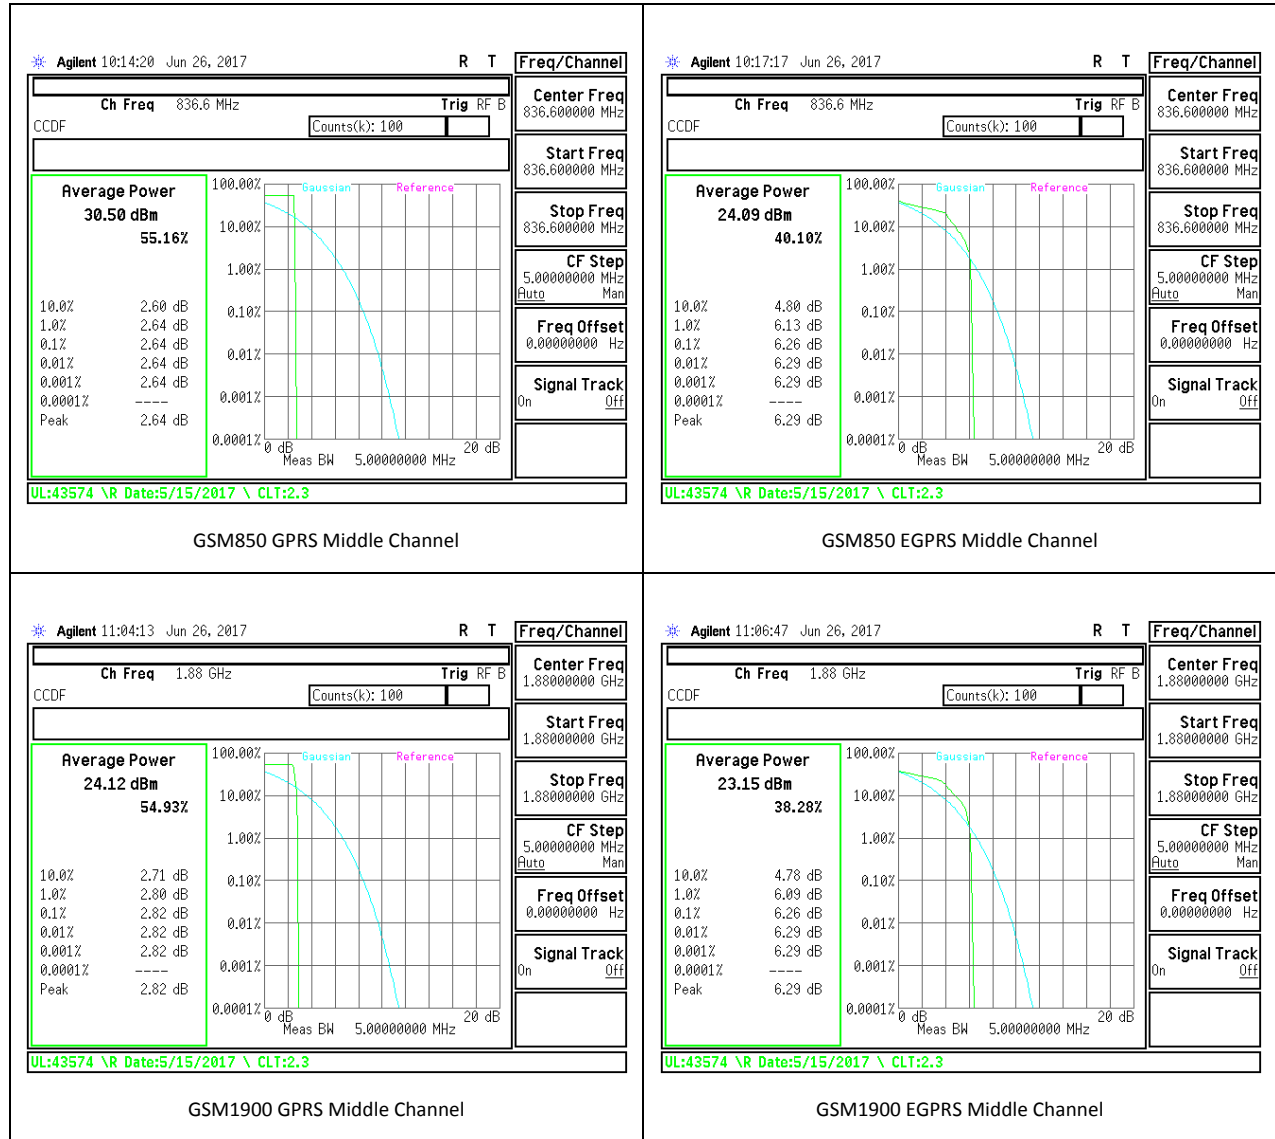 Agilent 10:14:20 Jun 26, 2017 R T Freq/Channel
Ch Freq 836.6 MHz Trig RF B
CCDF Counts(k): 100
Average Power
30.50 dBm
55.16%
10.0% 2.60 dB
1.0% 2.64 dB
0.1% 2.64 dB
0.01% 2.64 dB
0.001% 2.64 dB
0.0001% ----
Peak 2.64 dB
Gaussian Reference
100.00%
10.00%
1.00%
0.10%
0.01%
0.001%
0.0001%
0 dB 20 dB
Meas BW 5.00000000 MHz
Center Freq
836.600000 MHz
Start Freq
836.600000 MHz
Stop Freq
836.600000 MHz
CF Step
5.00000000 MHz
Auto Man
Freq Offset
0.00000000 Hz
Signal Track
On Off
UL:43574 \R Date:5/15/2017 \ CLT:2.3
GSM850 GPRS Middle Channel
Agilent 10:17:17 Jun 26, 2017 R T Freq/Channel
Ch Freq 836.6 MHz Trig RF B
CCDF Counts(k): 100
Average Power
24.09 dBm
40.10%
10.0% 4.80 dB
1.0% 6.13 dB
0.1% 6.26 dB
0.01% 6.29 dB
0.001% 6.29 dB
0.0001% ----
Peak 6.29 dB
Gaussian Reference
100.00%
10.00%
1.00%
0.10%
0.01%
0.001%
0.0001%
0 dB 20 dB
Meas BW 5.00000000 MHz
Center Freq
836.600000 MHz
Start Freq
836.600000 MHz
Stop Freq
836.600000 MHz
CF Step
5.00000000 MHz
Auto Man
Freq Offset
0.00000000 Hz
Signal Track
On Off
UL:43574 \R Date:5/15/2017 \ CLT:2.3
GSM850 EGPRS Middle Channel
Agilent 11:04:13 Jun 26, 2017 R T Freq/Channel
Ch Freq 1.88 GHz Trig RF B
CCDF Counts(k): 100
Average Power
24.12 dBm
54.93%
10.0% 2.71 dB
1.0% 2.80 dB
0.1% 2.82 dB
0.01% 2.82 dB
0.001% 2.82 dB
0.0001% ----
Peak 2.82 dB
Gaussian Reference
100.00%
10.00%
1.00%
0.10%
0.01%
0.001%
0.0001%
0 dB 20 dB
Meas BW 5.00000000 MHz
Center Freq
1.88000000 GHz
Start Freq
1.88000000 GHz
Stop Freq
1.88000000 GHz
CF Step
5.00000000 MHz
Auto Man
Freq Offset
0.00000000 Hz
Signal Track
On Off
UL:43574 \R Date:5/15/2017 \ CLT:2.3
GSM1900 GPRS Middle Channel
Agilent 11:06:47 Jun 26, 2017 R T Freq/Channel
Ch Freq 1.88 GHz Trig RF B
CCDF Counts(k): 100
Average Power
23.15 dBm
38.28%
10.0% 4.78 dB
1.0% 6.09 dB
0.1% 6.26 dB
0.01% 6.29 dB
0.001% 6.29 dB
0.0001% ----
Peak 6.29 dB
Gaussian Reference
100.00%
10.00%
1.00%
0.10%
0.01%
0.001%
0.0001%
0 dB 20 dB
Meas BW 5.00000000 MHz
Center Freq
1.88000000 GHz
Start Freq
1.88000000 GHz
Stop Freq
1.88000000 GHz
CF Step
5.00000000 MHz
Auto Man
Freq Offset
0.00000000 Hz
Signal Track
On Off
UL:43574 \R Date:5/15/2017 \ CLT:2.3
GSM1900 EGPRS Middle Channel